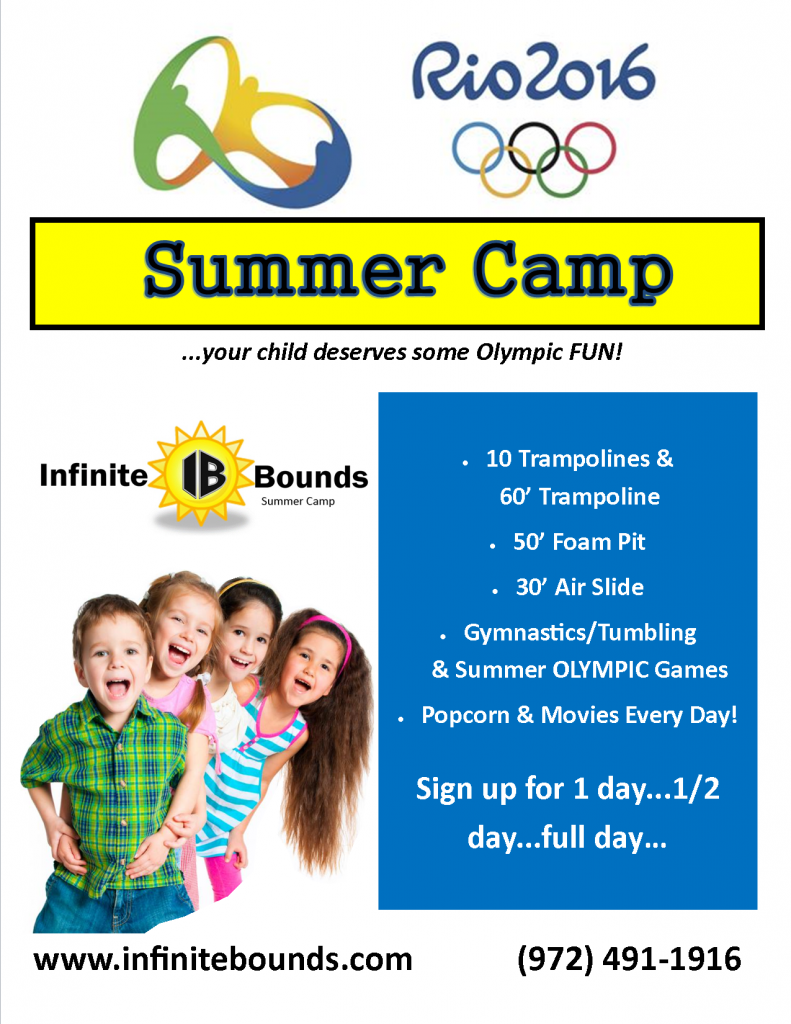 Rio2016
Summer Camp
...your child deserves some Olympic FUN!
Infinite IB Bounds
Summer Camp
• 10 Trampolines &
60’ Trampoline
• 50’ Foam Pit
• 30’ Air Slide
• Gymnastics/Tumbling
& Summer OLYMPIC Games
• Popcorn & Movies Every Day!
Sign up for 1 day...1/2
day...full day...
www.infinitebounds.com (972) 491-1916